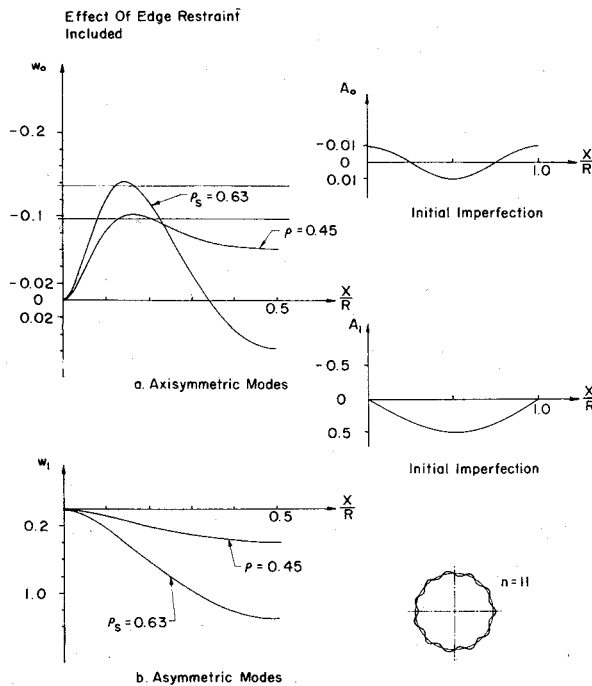 Effect Of Edge Restraint
Included
w₀
-0.2
-0.1
-0.02
0
0.02
ρₛ = 0.63
ρ = 0.45
X/R
0.5
a. Axisymmetric Modes
A₀
-0.01
0
0.01
1.0
X/R
Initial Imperfection
A₁
-0.5
0
0.5
1.0
X/R
Initial Imperfection
w₁
0.2
1.0
0.5
X/R
ρ = 0.45
ρₛ = 0.63
n = 11
b. Asymmetric Modes